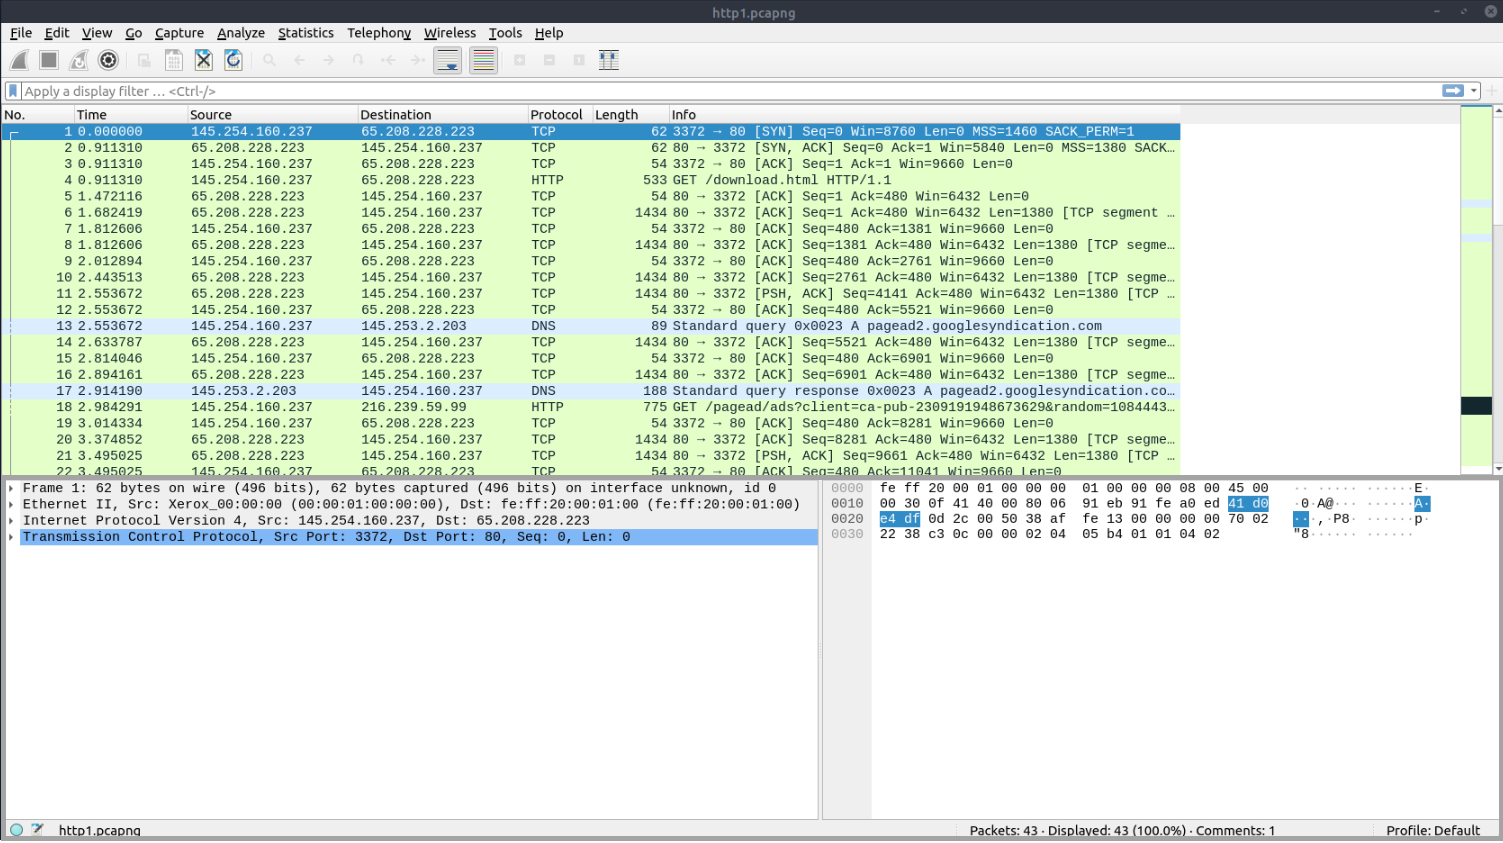 http1.pcapng
File Edit View Go Capture Analyze Statistics Telephony Wireless Tools Help
Apply a display filter … <Ctrl-/>
No. Time Source Destination Protocol Length Info
1 0.000000 145.254.160.237 65.208.228.223 TCP 62 3372 → 80 [SYN] Seq=0 Win=8760 Len=0 MSS=1460 SACK_PERM=1
2 0.911310 65.208.228.223 145.254.160.237 TCP 62 80 → 3372 [SYN, ACK] Seq=0 Ack=1 Win=5840 Len=0 MSS=1380 SACK…
3 0.911310 145.254.160.237 65.208.228.223 TCP 54 3372 → 80 [ACK] Seq=1 Ack=1 Win=9660 Len=0
4 0.911310 145.254.160.237 65.208.228.223 HTTP 533 GET /download.html HTTP/1.1
5 1.472116 65.208.228.223 145.254.160.237 TCP 54 80 → 3372 [ACK] Seq=1 Ack=480 Win=6432 Len=0
6 1.682419 65.208.228.223 145.254.160.237 TCP 1434 80 → 3372 [ACK] Seq=1 Ack=480 Win=6432 Len=1380 [TCP segment …
7 1.812606 145.254.160.237 65.208.228.223 TCP 54 3372 → 80 [ACK] Seq=480 Ack=1381 Win=9660 Len=0
8 1.812606 65.208.228.223 145.254.160.237 TCP 1434 80 → 3372 [ACK] Seq=1381 Ack=480 Win=6432 Len=1380 [TCP segme…
9 2.012894 145.254.160.237 65.208.228.223 TCP 54 3372 → 80 [ACK] Seq=480 Ack=2761 Win=9660 Len=0
10 2.443513 65.208.228.223 145.254.160.237 TCP 1434 80 → 3372 [ACK] Seq=2761 Ack=480 Win=6432 Len=1380 [TCP segme…
11 2.553672 65.208.228.223 145.254.160.237 TCP 1434 80 → 3372 [PSH, ACK] Seq=4141 Ack=480 Win=6432 Len=1380 [TCP …
12 2.553672 145.254.160.237 65.208.228.223 TCP 54 3372 → 80 [ACK] Seq=480 Ack=5521 Win=9660 Len=0
13 2.553672 145.254.160.237 145.253.2.203 DNS 89 Standard query 0x0023 A pagead2.googlesyndication.com
14 2.633787 65.208.228.223 145.254.160.237 TCP 1434 80 → 3372 [ACK] Seq=5521 Ack=480 Win=6432 Len=1380 [TCP segme…
15 2.814046 145.254.160.237 65.208.228.223 TCP 54 3372 → 80 [ACK] Seq=480 Ack=6901 Win=9660 Len=0
16 2.894161 65.208.228.223 145.254.160.237 TCP 1434 80 → 3372 [ACK] Seq=6901 Ack=480 Win=6432 Len=1380 [TCP segme…
17 2.914190 145.253.2.203 145.254.160.237 DNS 188 Standard query response 0x0023 A pagead2.googlesyndication.co…
18 2.984291 145.254.160.237 216.239.59.99 HTTP 775 GET /pagead/ads?client=ca-pub-2309191948673629&random=1084443…
19 3.014334 145.254.160.237 65.208.228.223 TCP 54 3372 → 80 [ACK] Seq=480 Ack=8281 Win=9660 Len=0
20 3.374852 65.208.228.223 145.254.160.237 TCP 1434 80 → 3372 [ACK] Seq=8281 Ack=480 Win=6432 Len=1380 [TCP segme…
21 3.495025 65.208.228.223 145.254.160.237 TCP 1434 80 → 3372 [PSH, ACK] Seq=9661 Ack=480 Win=6432 Len=1380 [TCP …
22 3.495025 145.254.160.237 65.208.228.223 TCP 54 3372 → 80 [ACK] Seq=480 Ack=11041 Win=9660 Len=0
Frame 1: 62 bytes on wire (496 bits), 62 bytes captured (496 bits) on interface unknown, id 0
Ethernet II, Src: Xerox_00:00:00 (00:00:01:00:00:00), Dst: fe:ff:20:00:01:00 (fe:ff:20:00:01:00)
Internet Protocol Version 4, Src: 145.254.160.237, Dst: 65.208.228.223
Transmission Control Protocol, Src Port: 3372, Dst Port: 80, Seq: 0, Len: 0
0000 fe ff 20 00 01 00 00 00 01 00 00 00 08 00 45 00 ·· ····· ······E·
0010 00 30 0f 41 40 00 80 06 91 eb 91 fe a0 ed 41 d0 ·0·A@··· ······A·
0020 e4 df 0d 2c 00 50 38 af fe 13 00 00 00 00 70 02 ···,·P8· ······p·
0030 22 38 c3 0c 00 00 02 04 05 b4 01 01 04 02 "8······ ······
http1.pcapng
Packets: 43 · Displayed: 43 (100.0%) · Comments: 1
Profile: Default